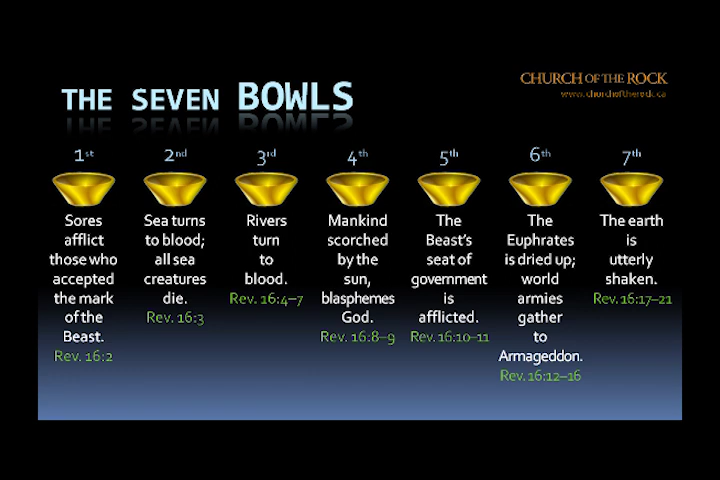 CHURCH OF THE ROCK
www.churchoftherock.ca
THE SEVEN BOWLS
1st
Sores
afflict
those who
accepted
the mark
of the
Beast.
Rev. 16:2
2nd
Sea turns
to blood;
all sea
creatures
die.
Rev. 16:3
3rd
Rivers
turn
to
blood.
Rev. 16:4–7
4th
Mankind
scorched
by the
sun,
blasphemes
God.
Rev. 16:8–9
5th
The
Beast's
seat of
government
is
afflicted.
Rev. 16:10–11
6th
The
Euphrates
is dried up;
world
armies
gather
to
Armageddon.
Rev. 16:12–16
7th
The earth
is
utterly
shaken.
Rev. 16:17–21